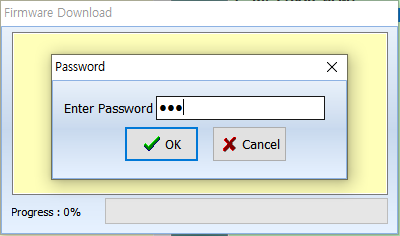 Firmware Download
Password
Enter Password ●●●
OK
Cancel
Progress : 0%